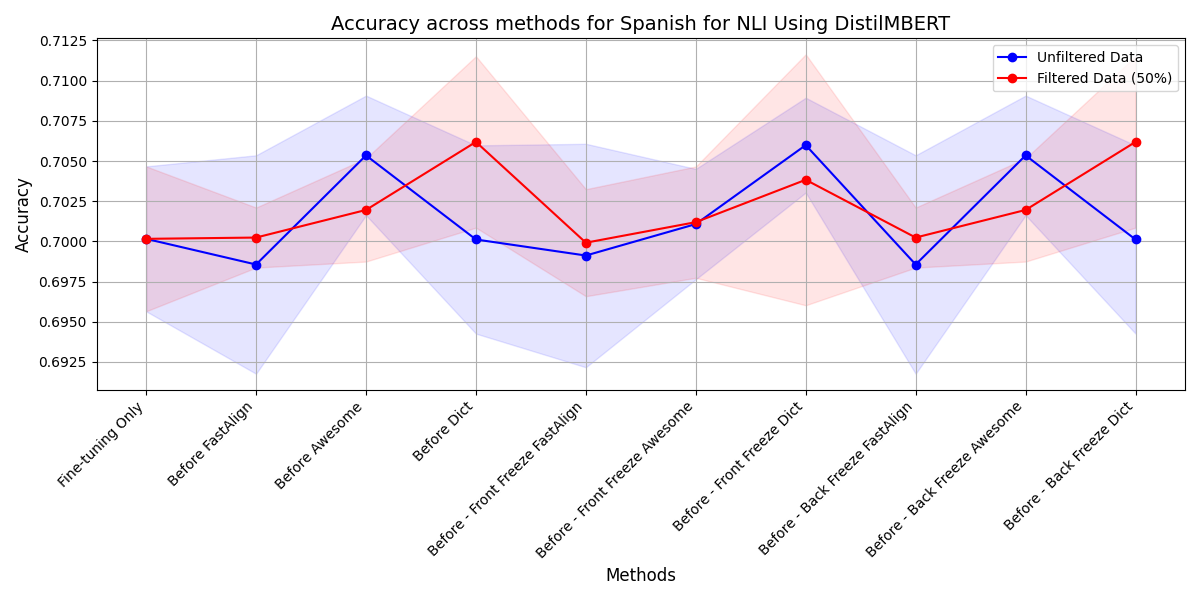 Accuracy across methods for Spanish for NLI Using DistilMBERT
Unfiltered Data
Filtered Data (50%)
Accuracy
0.7125
0.7100
0.7075
0.7050
0.7025
0.7000
0.6975
0.6950
0.6925
Fine-tuning Only
Before FastAlign
Before Awesome
Before Dict
Before - Front Freeze FastAlign
Before - Front Freeze Awesome
Before - Front Freeze Dict
Before - Back Freeze FastAlign
Before - Back Freeze Awesome
Before - Back Freeze Dict
Methods